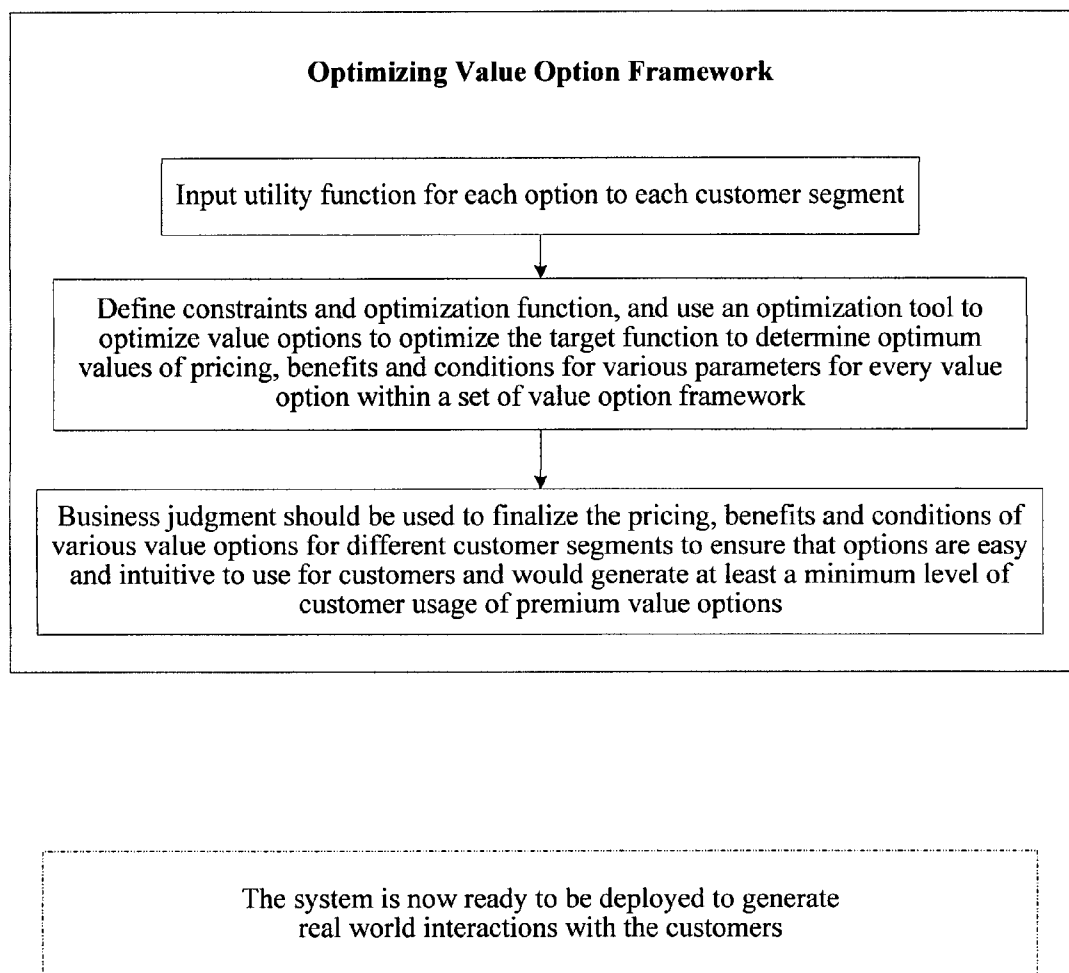 Optimizing Value Option Framework
Input utility function for each option to each customer segment
Define constraints and optimization function, and use an optimization tool to
optimize value options to optimize the target function to determine optimum
values of pricing, benefits and conditions for various parameters for every value
option within a set of value option framework
Business judgment should be used to finalize the pricing, benefits and conditions of
various value options for different customer segments to ensure that options are easy
and intuitive to use for customers and would generate at least a minimum level of
customer usage of premium value options
The system is now ready to be deployed to generate
real world interactions with the customers